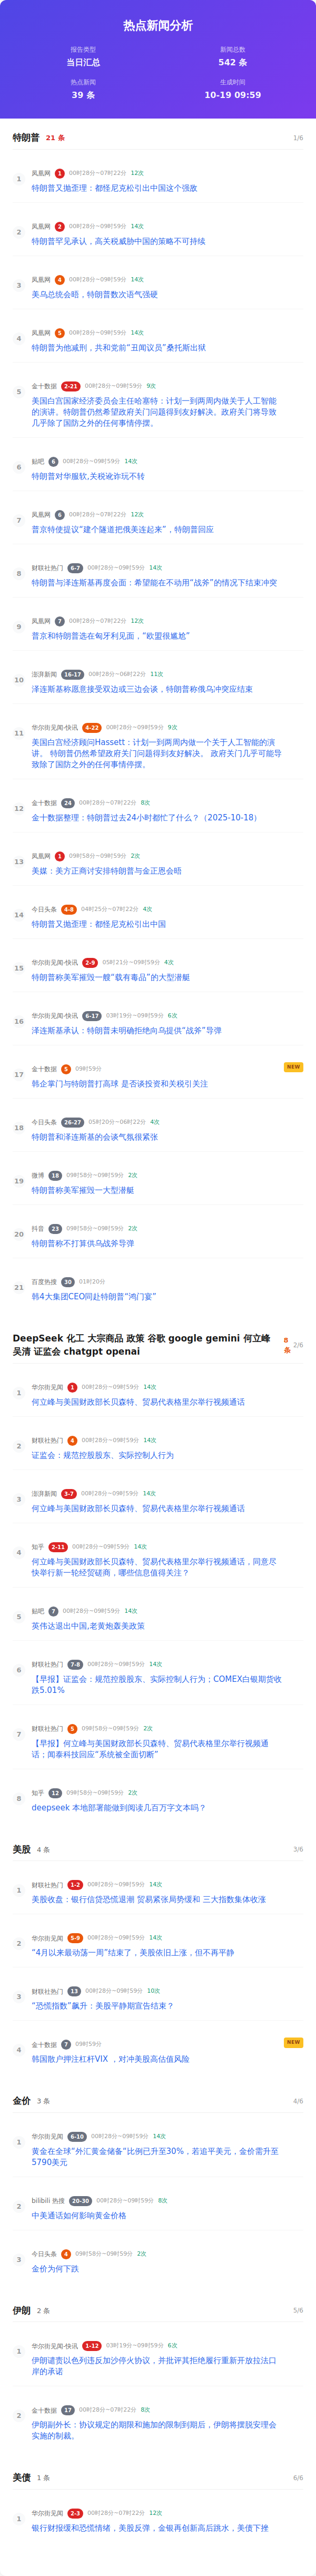 热点新闻分析
报告类型
新闻总数
当日汇总
542 条
热点新闻
生成时间
39 条
10-19 09:59
特朗普 21 条 1/6
1
凤凰网 1 00时28分~07时22分 12次
特朗普又抛歪理：都怪尼克松引出中国这个强敌
2
凤凰网 2 00时28分~09时59分 14次
特朗普罕见承认，高关税威胁中国的策略不可持续
3
凤凰网 4 00时28分~09时59分 14次
美乌总统会晤，特朗普数次语气强硬
4
凤凰网 5 00时28分~09时59分 14次
特朗普为他减刑，共和党前“丑闻议员”桑托斯出狱
5
金十数据 2-21 00时28分~09时59分 9次
美国白宫国家经济委员会主任哈塞特：计划一到两周内做关于人工智能
的演讲。特朗普仍然希望政府关门问题得到友好解决。政府关门将导致
几乎除了国防之外的任何事情停摆。
6
贴吧 6 00时28分~09时59分 14次
特朗普对华服软,关税讹诈玩不转
7
凤凰网 6 00时28分~07时22分 12次
普京特使提议“建个隧道把俄美连起来”，特朗普回应
8
财联社热门 6-7 00时28分~09时59分 14次
特朗普与泽连斯基再度会面：希望能在不动用“战斧”的情况下结束冲突
9
凤凰网 7 00时28分~07时22分 12次
普京和特朗普选在匈牙利见面，“欧盟很尴尬”
10
澎湃新闻 16-17 00时28分~06时22分 11次
泽连斯基称愿意接受双边或三边会谈，特朗普称俄乌冲突应结束
11
华尔街见闻-快讯 4-22 00时28分~09时59分 9次
美国白宫经济顾问Hassett：计划一到两周内做一个关于人工智能的演
讲。 特朗普仍然希望政府关门问题得到友好解决。 政府关门几乎可能导
致除了国防之外的任何事情停摆。
12
金十数据 24 00时28分~07时22分 8次
金十数据整理：特朗普过去24小时都忙了什么？（2025-10-18）
13
凤凰网 1 09时58分~09时59分 2次
美媒：美方正商讨安排特朗普与金正恩会晤
14
今日头条 4-8 04时25分~07时22分 4次
特朗普又抛歪理：都怪尼克松引出中国
15
华尔街见闻-快讯 2-9 05时21分~09时59分 4次
特朗普称美军摧毁一艘“载有毒品”的大型潜艇
16
华尔街见闻-快讯 6-17 03时19分~09时59分 6次
泽连斯基承认：特朗普未明确拒绝向乌提供“战斧”导弹
17
金十数据 5 09时59分 NEW
韩企掌门与特朗普打高球 是否谈投资和关税引关注
18
今日头条 26-27 05时20分~06时22分 4次
特朗普和泽连斯基的会谈气氛很紧张
19
微博 18 09时58分~09时59分 2次
特朗普称美军摧毁一大型潜艇
20
抖音 23 09时58分~09时59分 2次
特朗普称不打算供乌战斧导弹
21
百度热搜 30 01时20分
韩4大集团CEO同赴特朗普“鸿门宴”
DeepSeek 化工 大宗商品 政策 谷歌 google gemini 何立峰
吴清 证监会 chatgpt openai
8
条
2/6
1
华尔街见闻 1 00时28分~09时59分 14次
何立峰与美国财政部长贝森特、贸易代表格里尔举行视频通话
2
财联社热门 4 00时28分~09时59分 14次
证监会：规范控股股东、实际控制人行为
3
澎湃新闻 3-7 00时28分~09时59分 14次
何立峰与美国财政部长贝森特、贸易代表格里尔举行视频通话
4
知乎 2-11 00时28分~09时59分 14次
何立峰与美国财政部长贝森特、贸易代表格里尔举行视频通话，同意尽
快举行新一轮经贸磋商，哪些信息值得关注？
5
贴吧 7 00时28分~09时59分 14次
英伟达退出中国,老黄炮轰美政策
6
财联社热门 7-8 00时28分~09时59分 14次
【早报】证监会：规范控股股东、实际控制人行为；COMEX白银期货收
跌5.01%
7
财联社热门 5 09时58分~09时59分 2次
【早报】何立峰与美国财政部长贝森特、贸易代表格里尔举行视频通
话；闻泰科技回应“系统被全面切断”
8
知乎 12 09时58分~09时59分 2次
deepseek 本地部署能做到阅读几百万字文本吗？
美股 4 条 3/6
1
财联社热门 1-2 00时28分~09时59分 14次
美股收盘：银行信贷恐慌退潮 贸易紧张局势缓和 三大指数集体收涨
2
华尔街见闻 5-9 00时28分~09时59分 14次
“4月以来最动荡一周”结束了，美股依旧上涨，但不再平静
3
财联社热门 13 00时28分~09时59分 10次
“恐慌指数”飙升：美股平静期宣告结束？
4
金十数据 7 09时59分 NEW
韩国散户押注杠杆VIX ，对冲美股高估值风险
金价 3 条 4/6
1
华尔街见闻 6-10 00时28分~09时59分 14次
黄金在全球“外汇黄金储备”比例已升至30%，若追平美元，金价需升至
5790美元
2
bilibili 热搜 20-30 00时28分~09时59分 8次
中美通话如何影响黄金价格
3
今日头条 4 09时58分~09时59分 2次
金价为何下跌
伊朗 2 条 5/6
1
华尔街见闻-快讯 1-12 03时19分~09时59分 6次
伊朗谴责以色列违反加沙停火协议，并批评其拒绝履行重新开放拉法口
岸的承诺
2
金十数据 17 00时28分~07时22分 8次
伊朗副外长：协议规定的期限和施加的限制到期后，伊朗将摆脱安理会
实施的制裁。
美债 1 条 6/6
1
华尔街见闻 2-3 00时28分~07时22分 12次
银行财报缓和恐慌情绪，美股反弹，金银再创新高后跳水，美债下挫